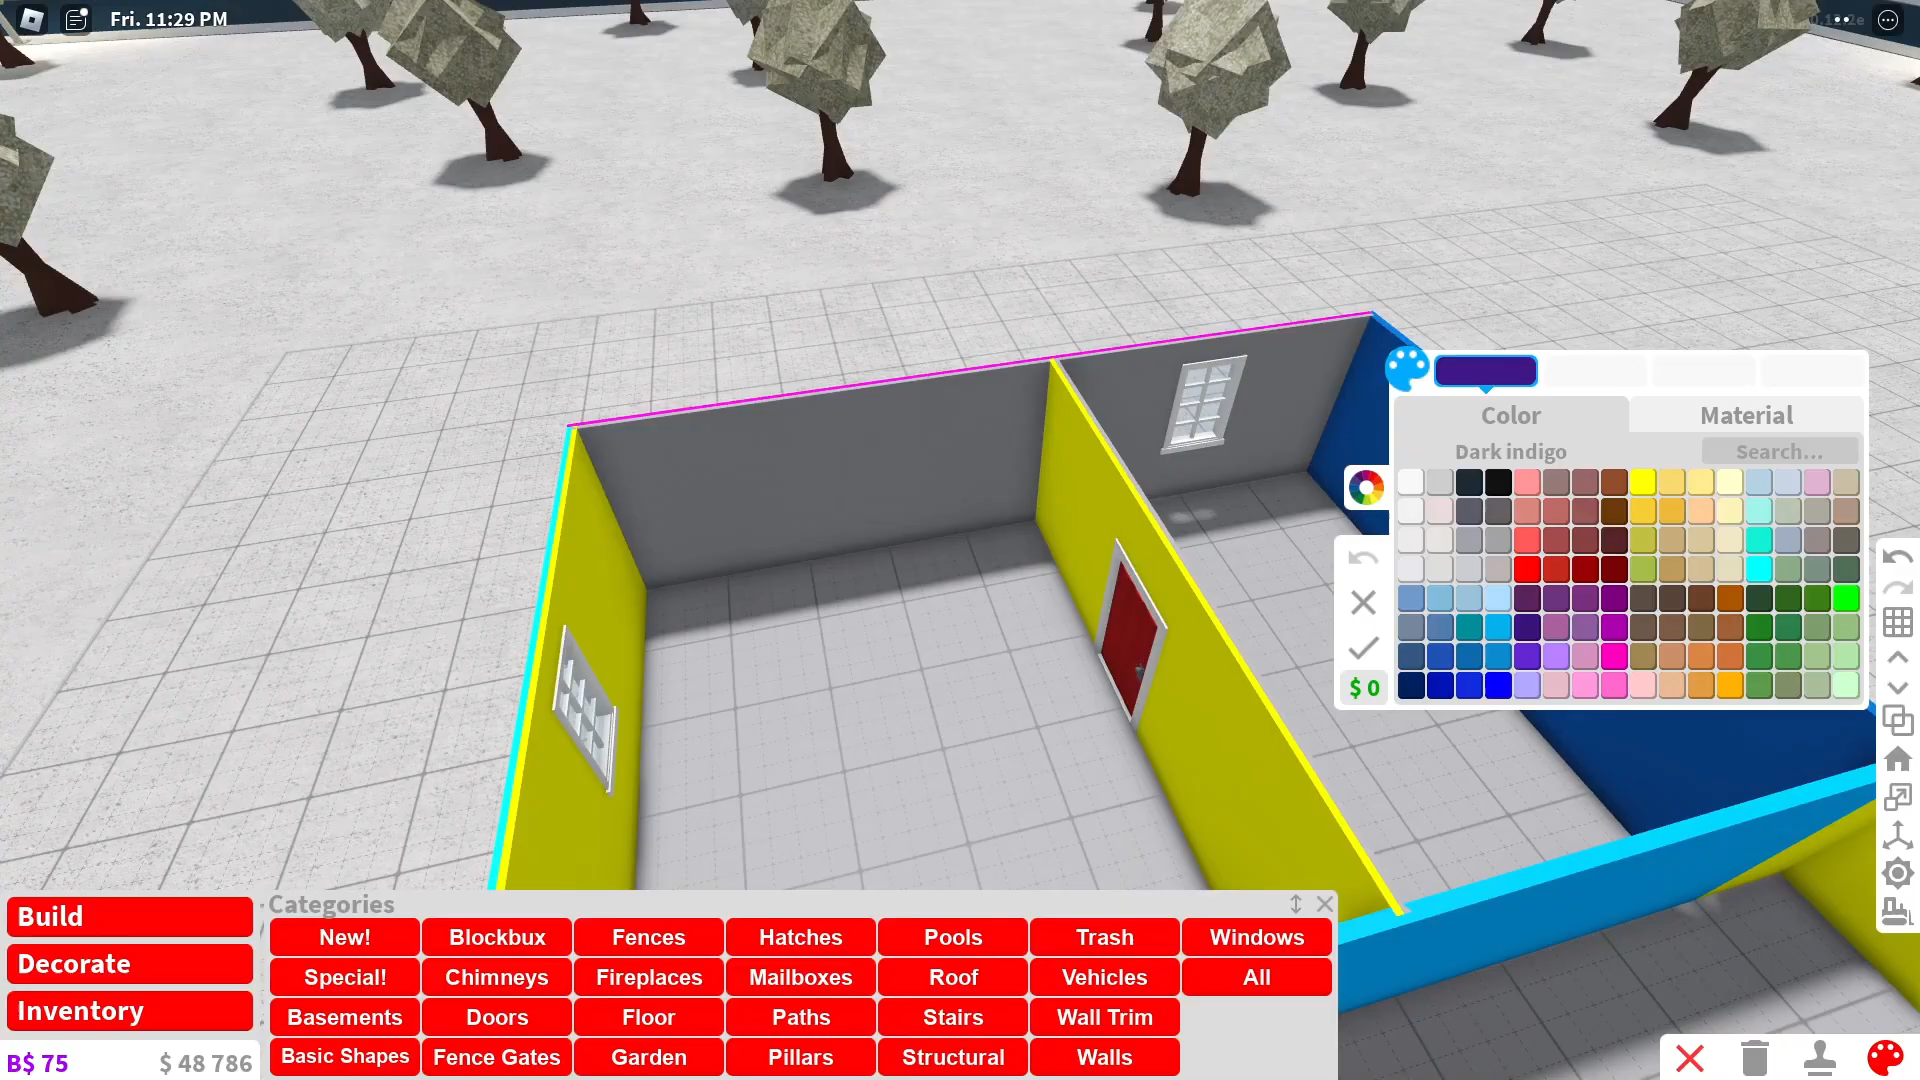 Fri. 11:29 PM
Color
Material
Dark indigo
Search...
$ 0
Build
Decorate
Inventory
B$ 75
$ 48 786
Categories
New!
Blockbux
Fences
Hatches
Pools
Trash
Windows
Special!
Chimneys
Fireplaces
Mailboxes
Roof
Vehicles
All
Basements
Doors
Floor
Paths
Stairs
Wall Trim
Basic Shapes
Fence Gates
Garden
Pillars
Structural
Walls